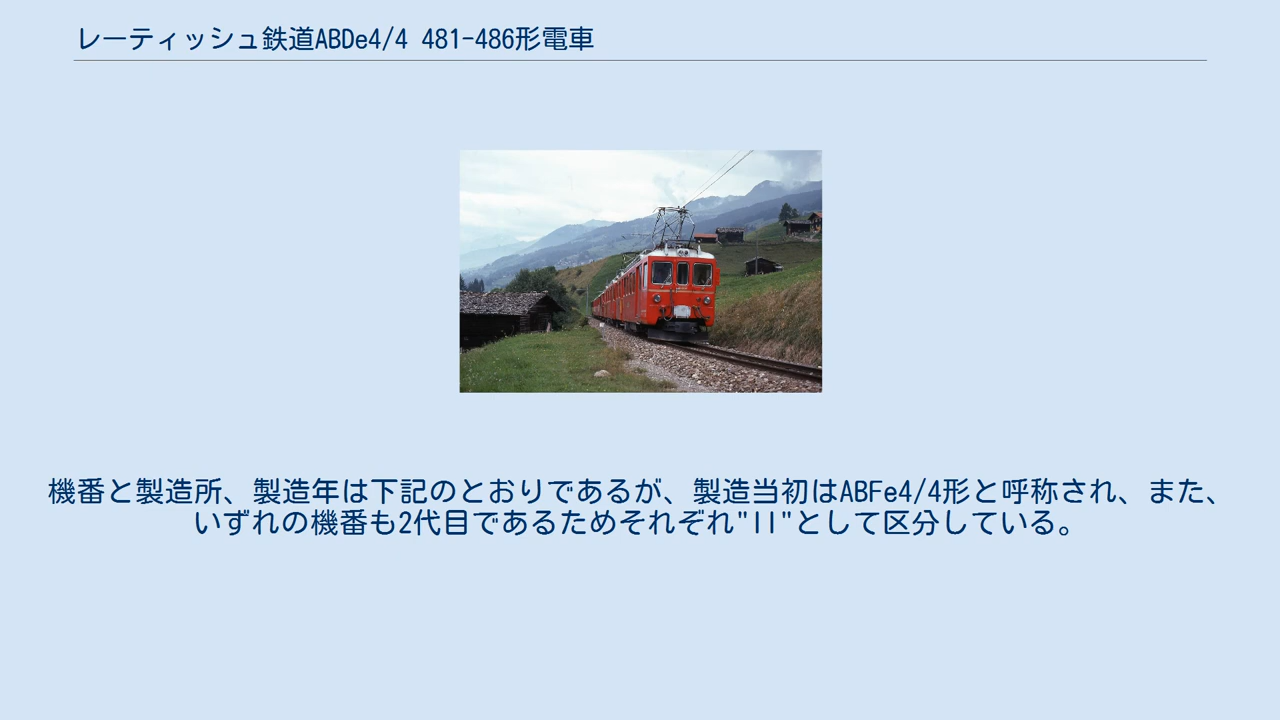 レーティッシュ鉄道ABDe4/4 481-486形電車
機番と製造所、製造年は下記のとおりであるが、製造当初はABFe4/4形と呼称され、また、
いずれの機番も2代目であるためそれぞれ"II"として区分している。